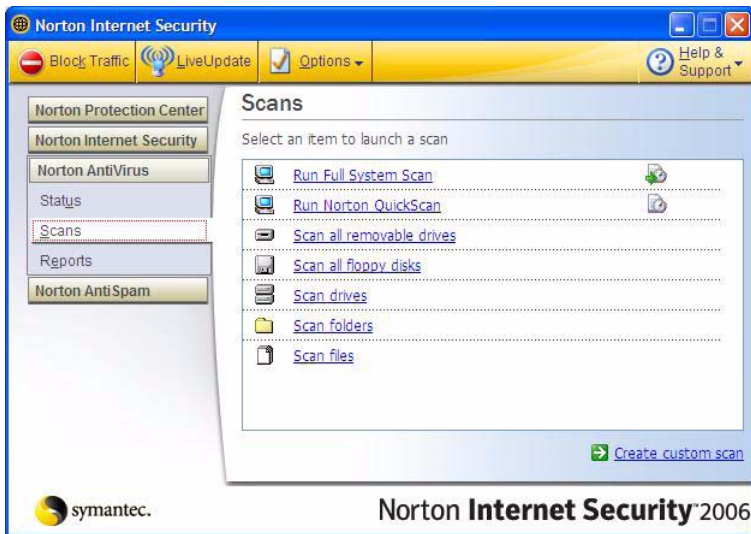 Norton Internet Security
Block Traffic LiveUpdate Options Help & Support
Norton Protection Center
Norton Internet Security
Norton AntiVirus
Status
Scans
Reports
Norton AntiSpam
Scans
Select an item to launch a scan
Run Full System Scan
Run Norton QuickScan
Scan all removable drives
Scan all floppy disks
Scan drives
Scan folders
Scan files
Create custom scan
symantec.
Norton Internet Security™2006